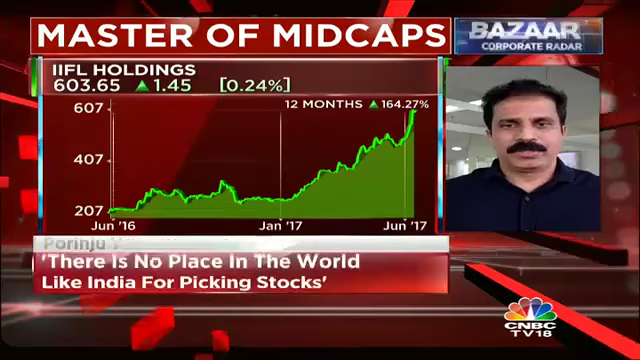 MASTER OF MIDCAPS
BAZAAR
CORPORATE RADAR
IIFL HOLDINGS
603.65 ▲ 1.45 [0.24%]
12 MONTHS ▲ 164.27%
607
407
207
Jun '16
Jan '17
Jun '17
Porinju
'There Is No Place In The World
Like India For Picking Stocks'
CNBC
TV18